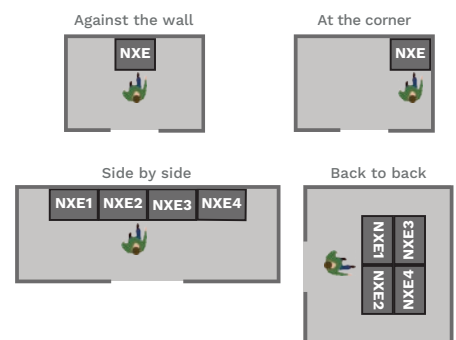 Against the wall
NXE
At the corner
NXE
Side by side
NXE1 NXE2 NXE3 NXE4
Back to back
NXE1 NXE3
NXE2 NXE4